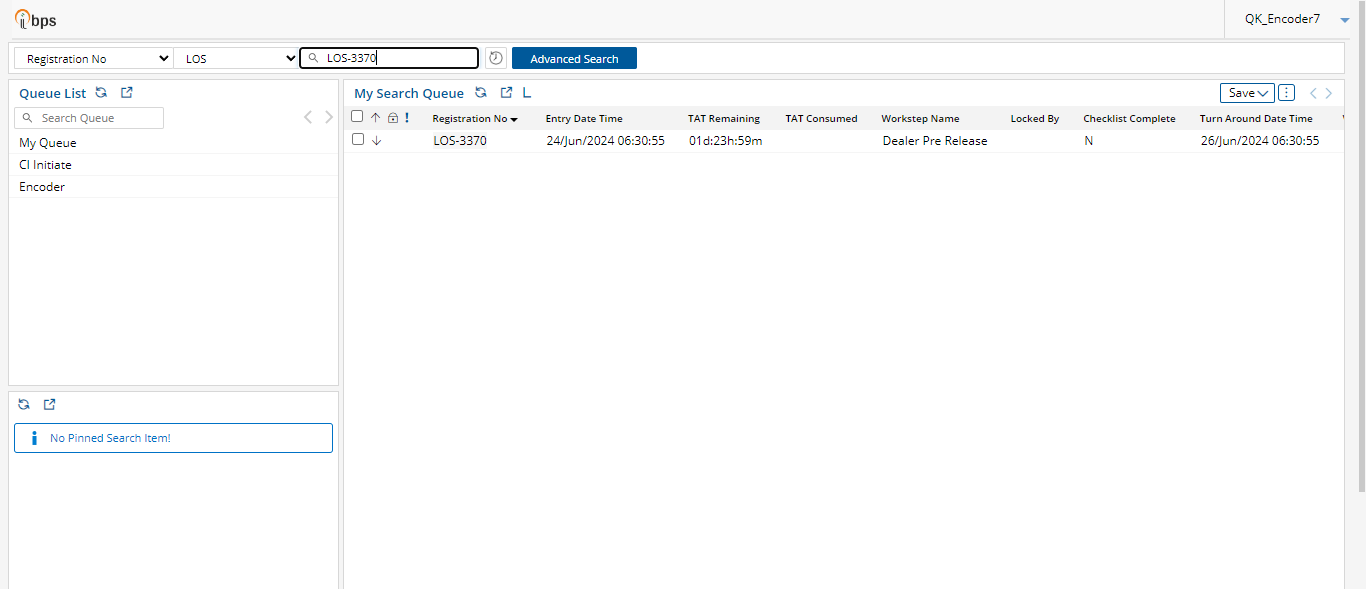 ibps
QK_Encoder7
Registration No LOS LOS-3370 Advanced Search
Queue List
Search Queue
My Queue
CI Initiate
Encoder
No Pinned Search Item!
My Search Queue L Save
Registration No Entry Date Time TAT Remaining TAT Consumed Workstep Name Locked By Checklist Complete Turn Around Date Time
LOS-3370 24/Jun/2024 06:30:55 01d:23h:59m Dealer Pre Release N 26/Jun/2024 06:30:55